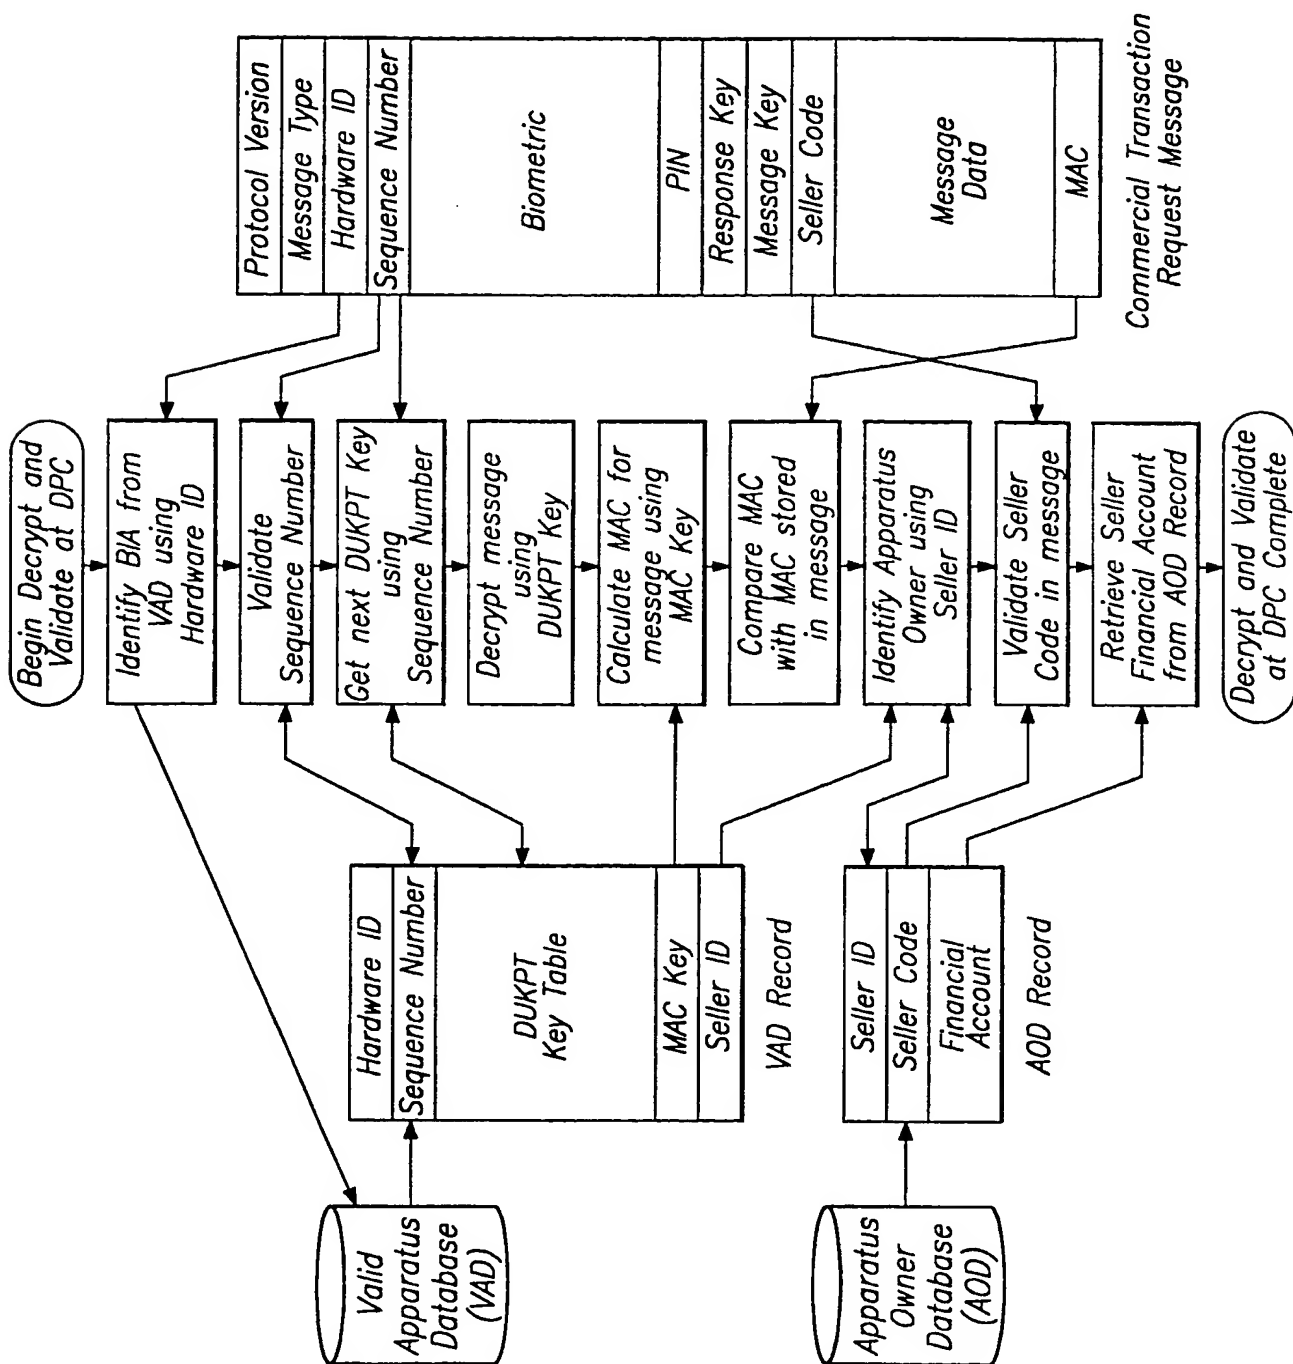 Begin Decrypt and
Validate at DPC
Identify BIA from
VAD using
Hardware ID
Validate
Sequence Number
Get next DUKPT Key
using
Sequence Number
Decrypt message
using
DUKPT Key
Calculate MAC for
message using
MAC Key
Compare MAC
with MAC stored
in message
Identify Apparatus
Owner using
Seller ID
Validate Seller
Code in message
Retrieve Seller
Financial Account
from AOD Record
Decrypt and Validate
at DPC Complete
Valid
Apparatus
Database
(VAD)
Hardware ID
Sequence Number
DUKPT
Key Table
MAC Key
Seller ID
VAD Record
Apparatus
Owner
Database
(AOD)
Seller ID
Seller Code
Financial
Account
AOD Record
Protocol Version
Message Type
Hardware ID
Sequence Number
Biometric
PIN
Response Key
Message Key
Seller Code
Message
Data
MAC
Commercial Transaction
Request Message